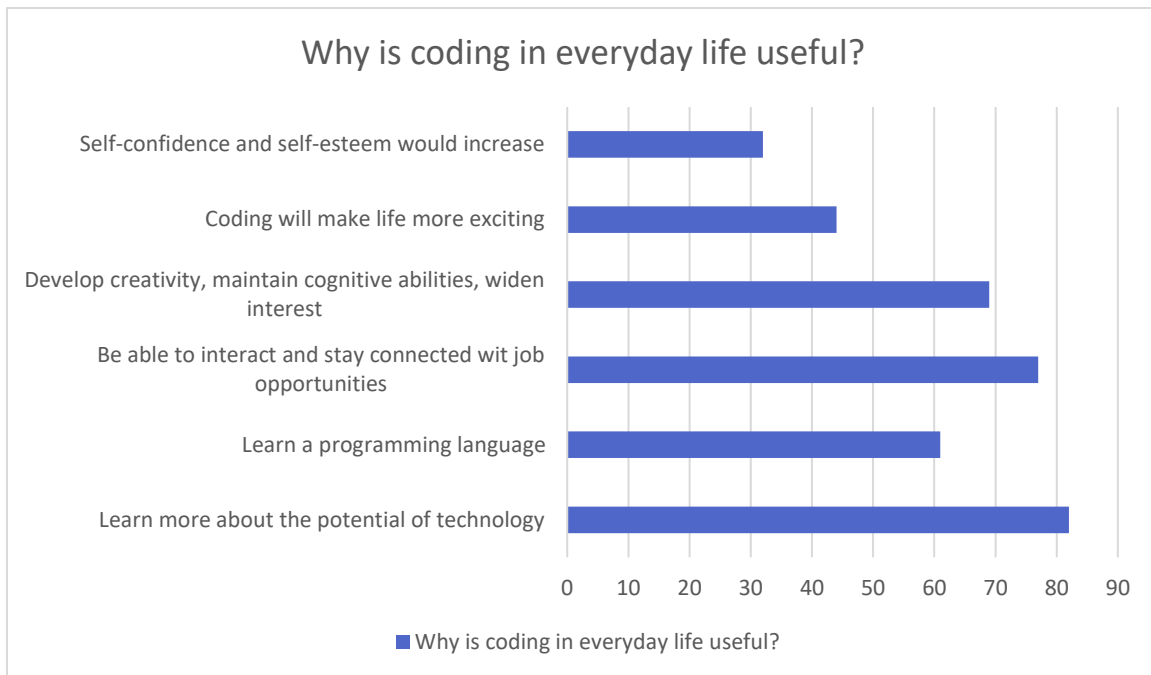 Why is coding in everyday life useful?
Self-confidence and self-esteem would increase
Coding will make life more exciting
Develop creativity, maintain cognitive abilities, widen
interest
Be able to interact and stay connected wit job
opportunities
Learn a programming language
Learn more about the potential of technology
0 10 20 30 40 50 60 70 80 90
Why is coding in everyday life useful?